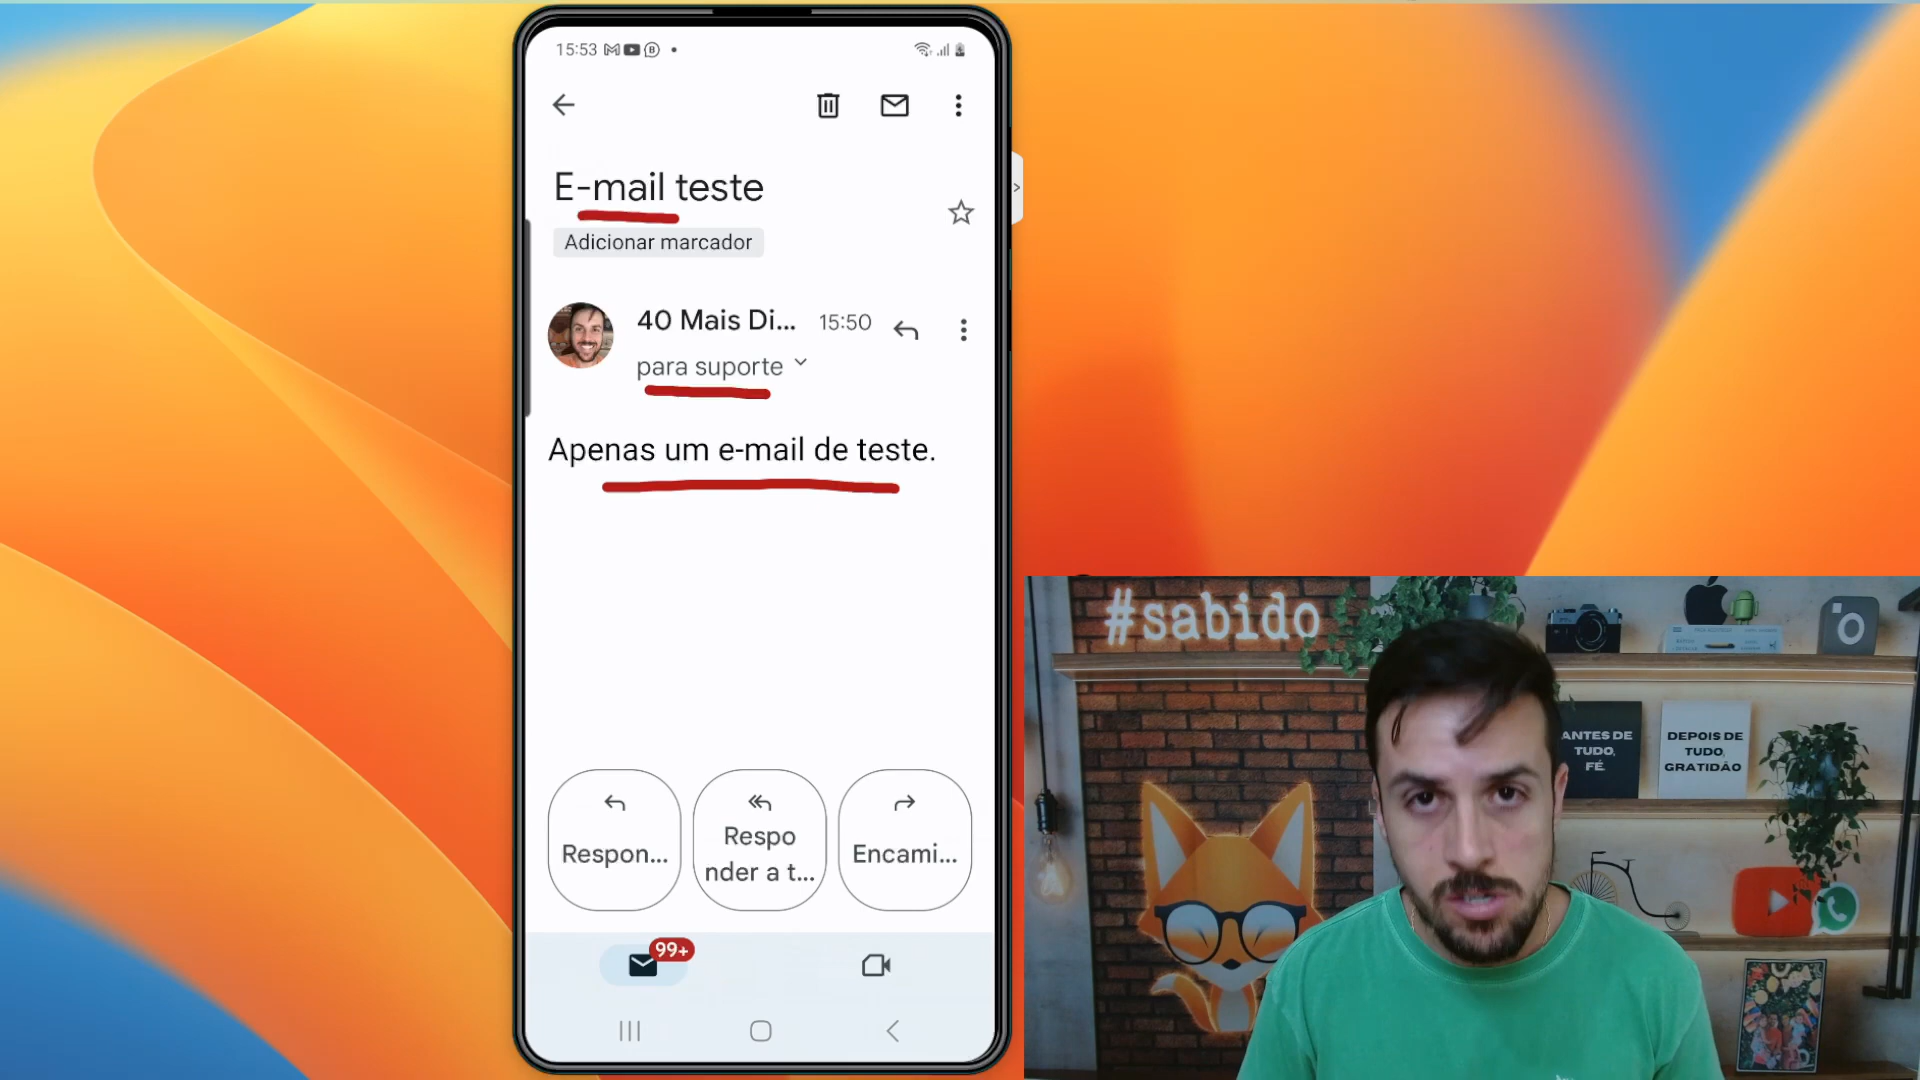 15:53
E-mail teste
Adicionar marcador
40 Mais Di... 15:50
para suporte
Apenas um e-mail de teste.
Respon...
Respo
nder a t...
Encami...
99+
#sabido
ANTES DE
TUDO,
FÉ.
DEPOIS DE
TUDO,
GRATIDÃO